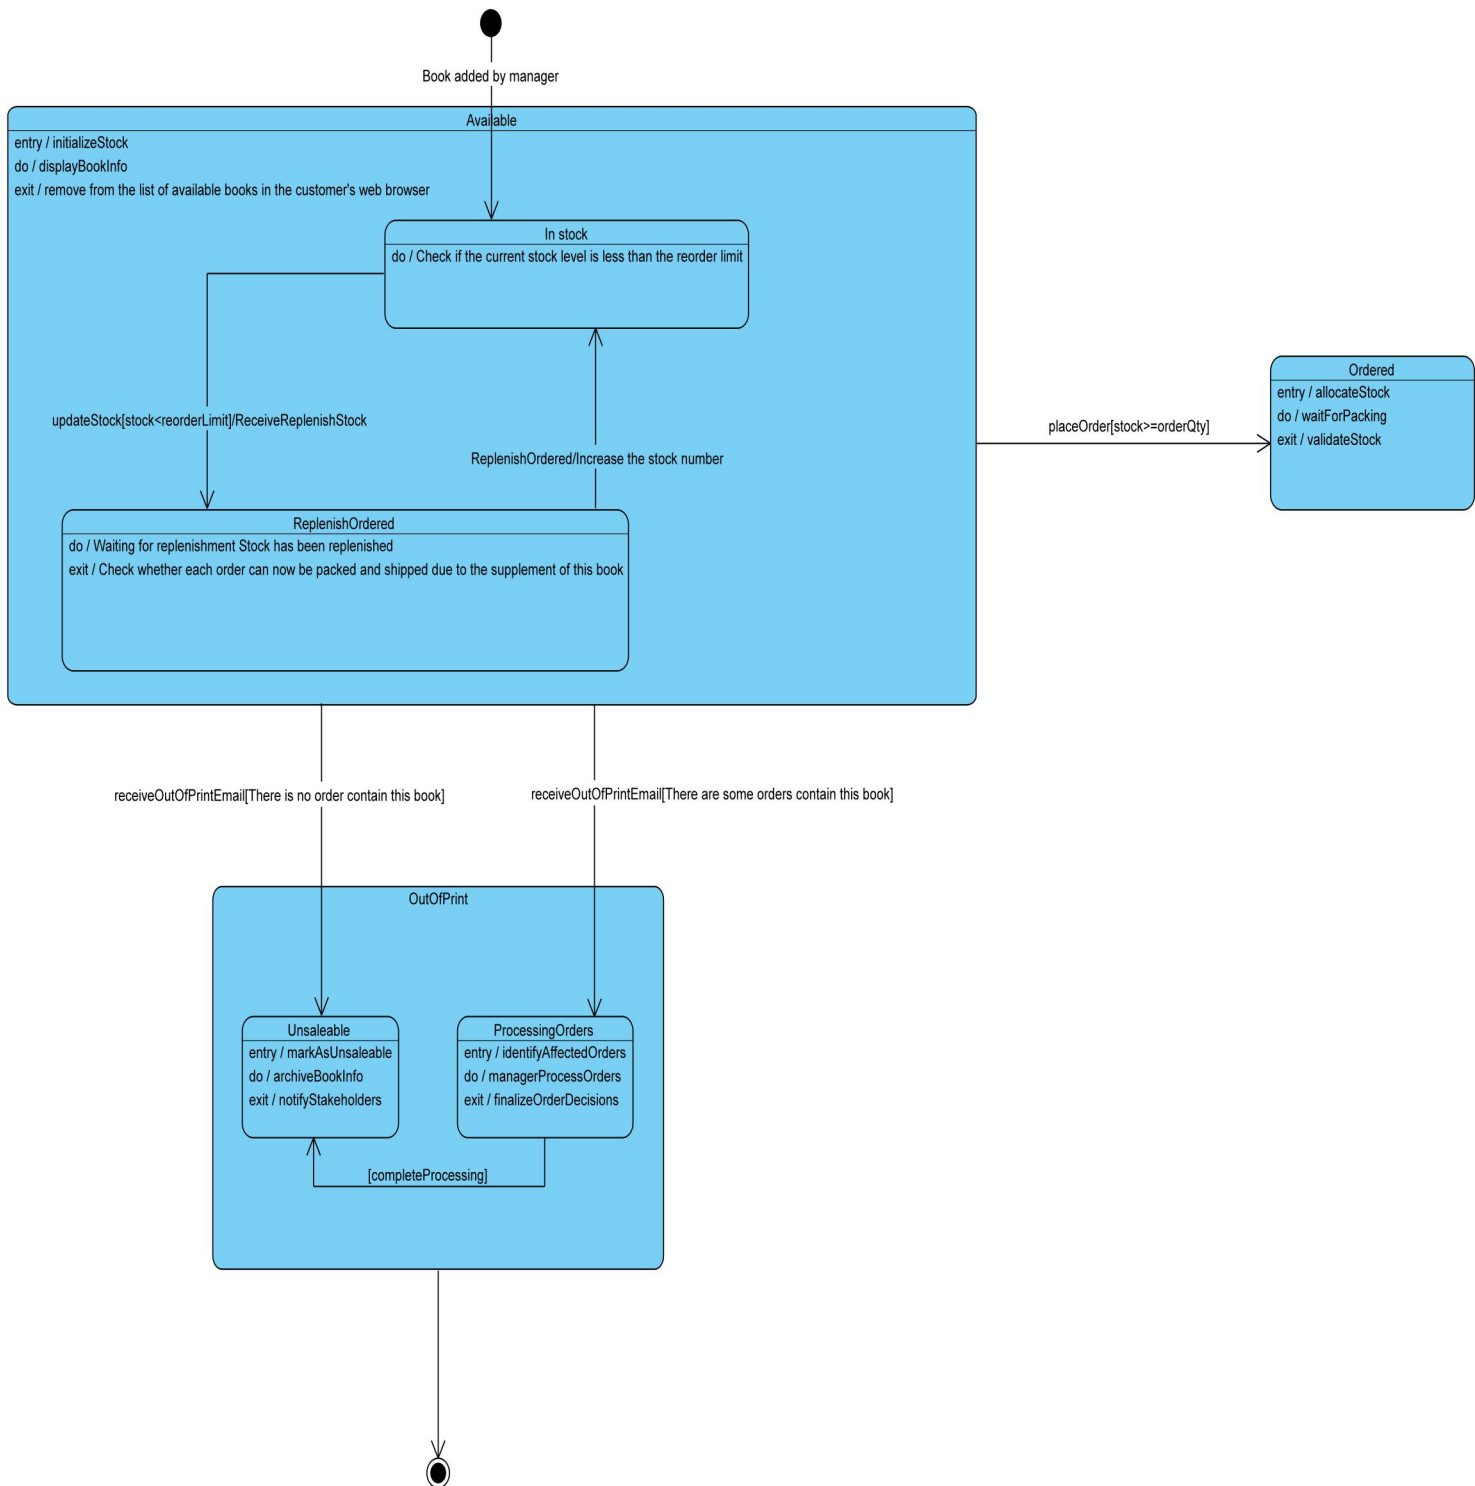 Book added by manager
Available
entry / initializeStock
do / displayBookInfo
exit / remove from the list of available books in the customer's web browser
In stock
do / Check if the current stock level is less than the reorder limit
Ordered
entry / allocateStock
do / waitForPacking
exit / validateStock
updateStock[stock<reorderLimit]/ReceiveReplenishStock
placeOrder[stock>=orderQty]
ReplenishOrdered/Increase the stock number
ReplenishOrdered
do / Waiting for replenishment Stock has been replenished
exit / Check whether each order can now be packed and shipped due to the supplement of this book
receiveOutOfPrintEmail[There is no order contain this book]
receiveOutOfPrintEmail[There are some orders contain this book]
OutOfPrint
Unsaleable
entry / markAsUnsaleable
do / archiveBookInfo
exit / notifyStakeholders
ProcessingOrders
entry / identifyAffectedOrders
do / managerProcessOrders
exit / finalizeOrderDecisions
[completeProcessing]